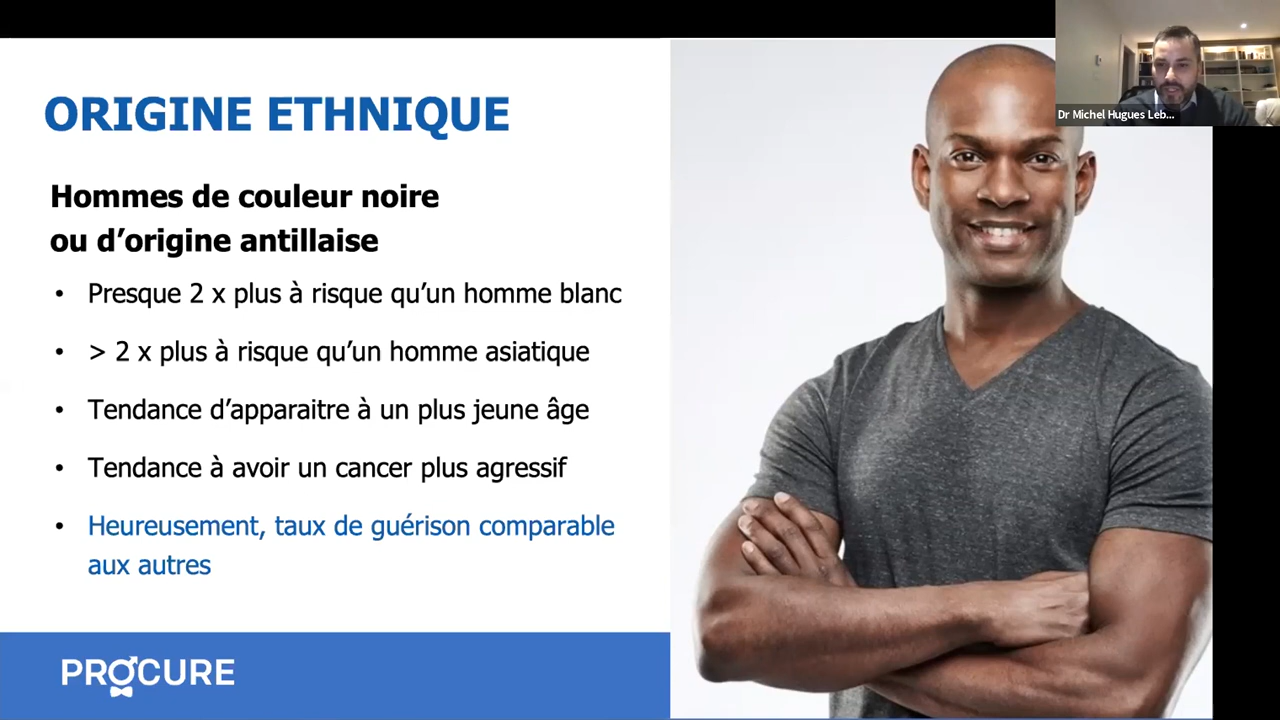 ORIGINE ETHNIQUE
Hommes de couleur noire
ou d’origine antillaise
• Presque 2 x plus à risque qu’un homme blanc
• > 2 x plus à risque qu’un homme asiatique
• Tendance d’apparaitre à un plus jeune âge
• Tendance à avoir un cancer plus agressif
• Heureusement, taux de guérison comparable
aux autres
PROCURE
Dr Michel Hugues Leb...